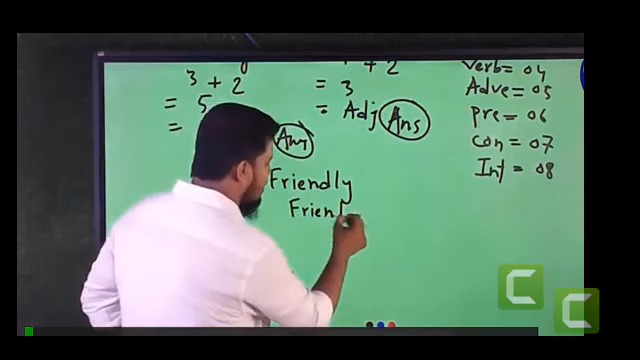 3 + 2
= 5
=
Ans
+ 2
= 3
= Adj Ans
Friendly
Frien
Verb = 04
Adve = 05
pre = 06
con = 07
Int = 08